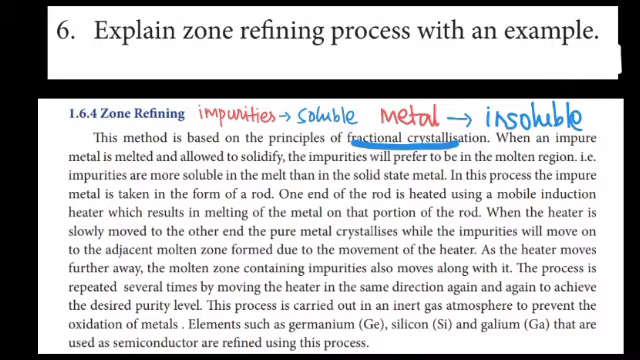 6. Explain zone refining process with an example.
1.6.4 Zone Refining impurities → soluble metal → insoluble
This method is based on the principles of fractional crystallisation. When an impure
metal is melted and allowed to solidify, the impurities will prefer to be in the molten region. i.e.
impurities are more soluble in the melt than in the solid state metal. In this process the impure
metal is taken in the form of a rod. One end of the rod is heated using a mobile induction
heater which results in melting of the metal on that portion of the rod. When the heater is
slowly moved to the other end the pure metal crystallises while the impurities will move on
to the adjacent molten zone formed due to the movement of the heater. As the heater moves
further away, the molten zone containing impurities also moves along with it. The process is
repeated several times by moving the heater in the same direction again and again to achieve
the desired purity level. This process is carried out in an inert gas atmosphere to prevent the
oxidation of metals . Elements such as germanium (Ge), silicon (Si) and galium (Ga) that are
used as semiconductor are refined using this process.